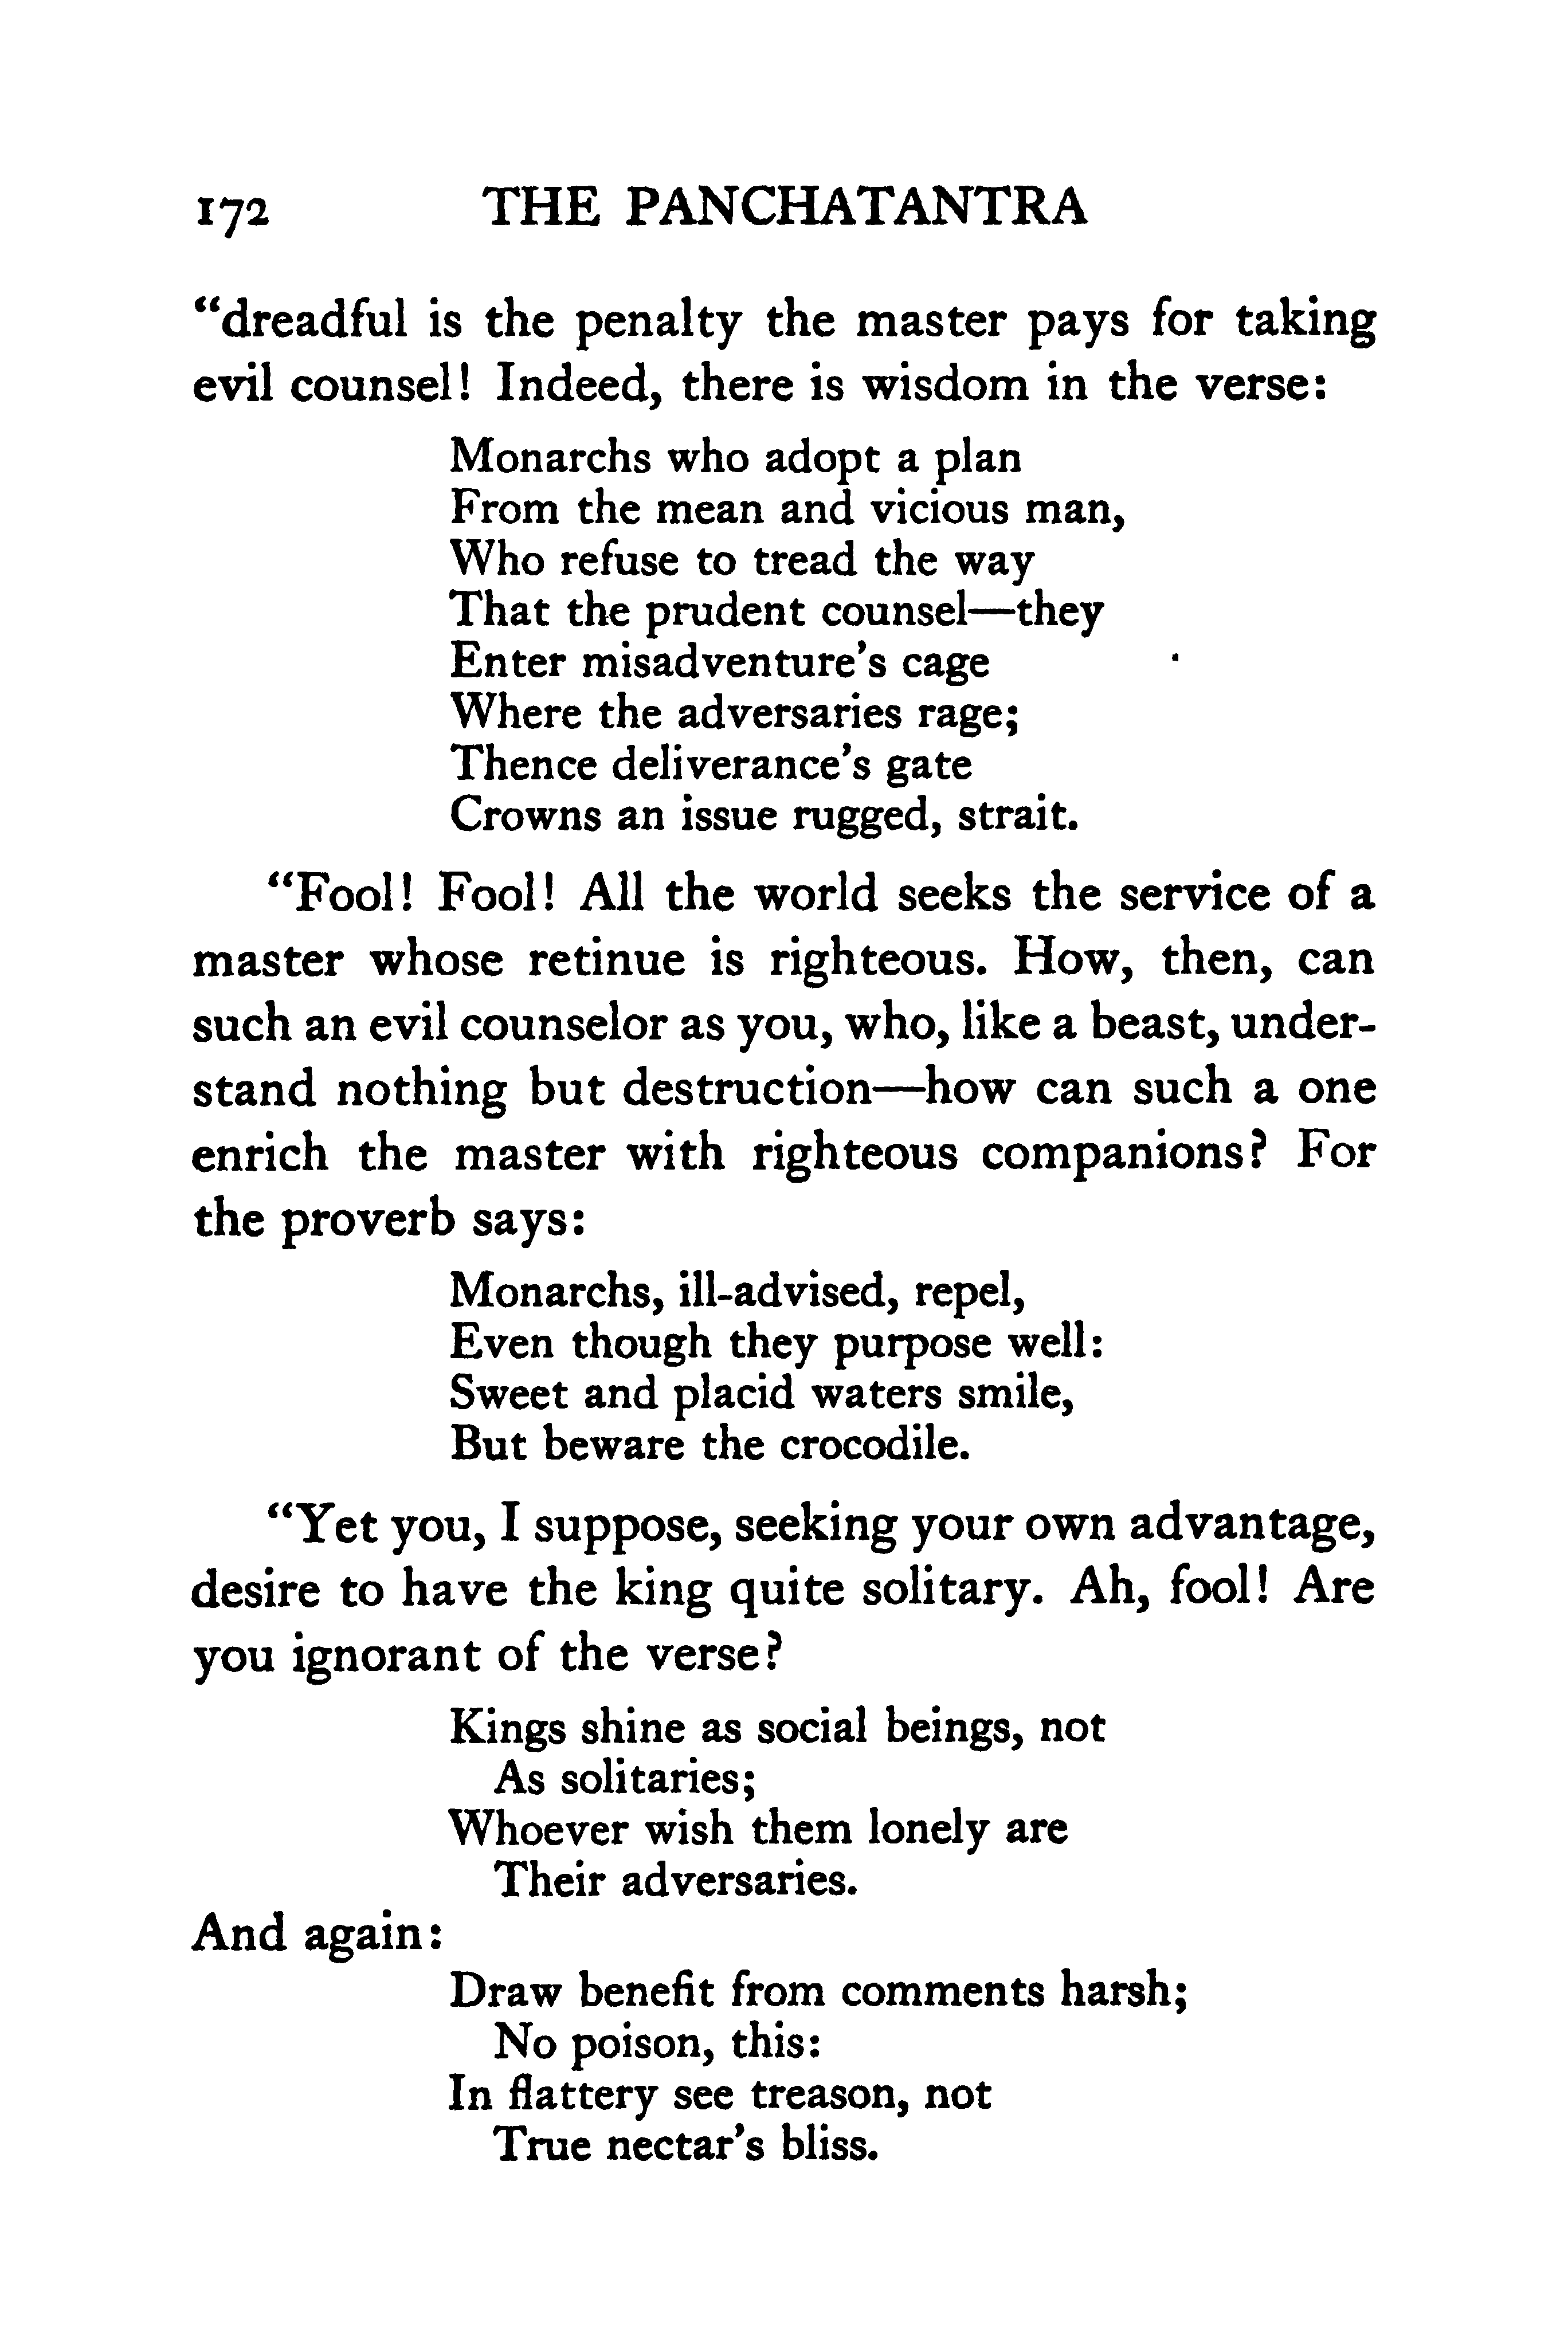 172 THE PANCHATANTRA
“dreadful is the penalty the master pays for taking
evil counsel! Indeed, there is wisdom in the verse:
Monarchs who adopt a plan
From the mean and vicious man,
Who refuse to tread the way
That the prudent counsel—they
Enter misadventure’s cage
Where the adversaries rage;
Thence deliverance’s gate
Crowns an issue rugged, strait.
“Fool! Fool! All the world seeks the service of a
master whose retinue is righteous. How, then, can
such an evil counselor as you, who, like a beast, under-
stand nothing but destruction—how can such a one
enrich the master with righteous companions? For
the proverb says:
Monarchs, ill-advised, repel,
Even though they purpose well:
Sweet and placid waters smile,
But beware the crocodile.
“Yet you, I suppose, seeking your own advantage,
desire to have the king quite solitary. Ah, fool! Are
you ignorant of the verse?
Kings shine as social beings, not
As solitaries;
Whoever wish them lonely are
Their adversaries.
And again:
Draw benefit from comments harsh;
No poison, this:
In flattery see treason, not
True nectar’s bliss.